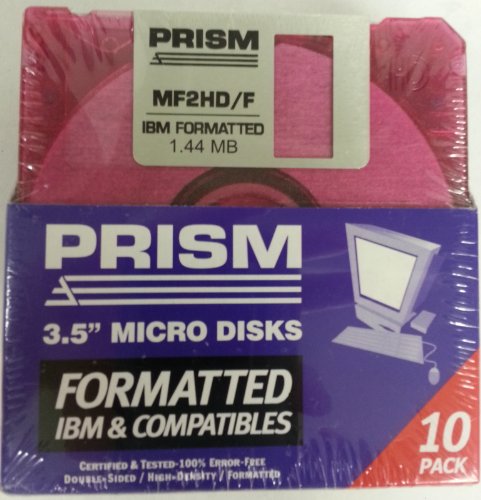 PRISM
MF2HD/F
IBM FORMATTED
1.44 MB
PRISM
3.5" MICRO DISKS
FORMATTED
IBM & COMPATIBLES
CERTIFIED & TESTED-100% ERROR-FREE
DOUBLE-SIDED / HIGH-DENSITY / FORMATTED
10
PACK